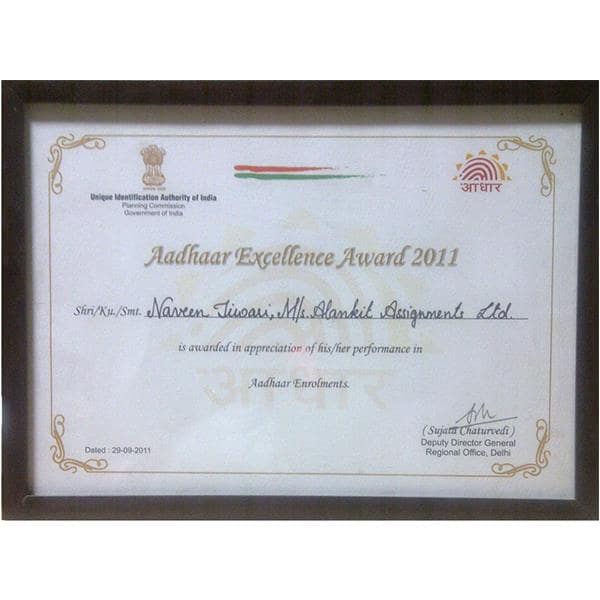 Unique Identification Authority of India
Planning Commission
Government of India
आधार
Aadhaar Excellence Award 2011
Shri/Ku./Smt. Naveen Tiwari, M/s. Alankit Assignments Ltd.
is awarded in appreciation of his/her performance in
Aadhaar Enrolments.
आधार
(Sujata Chaturvedi)
Deputy Director General
Regional Office, Delhi
Dated : 29-09-2011